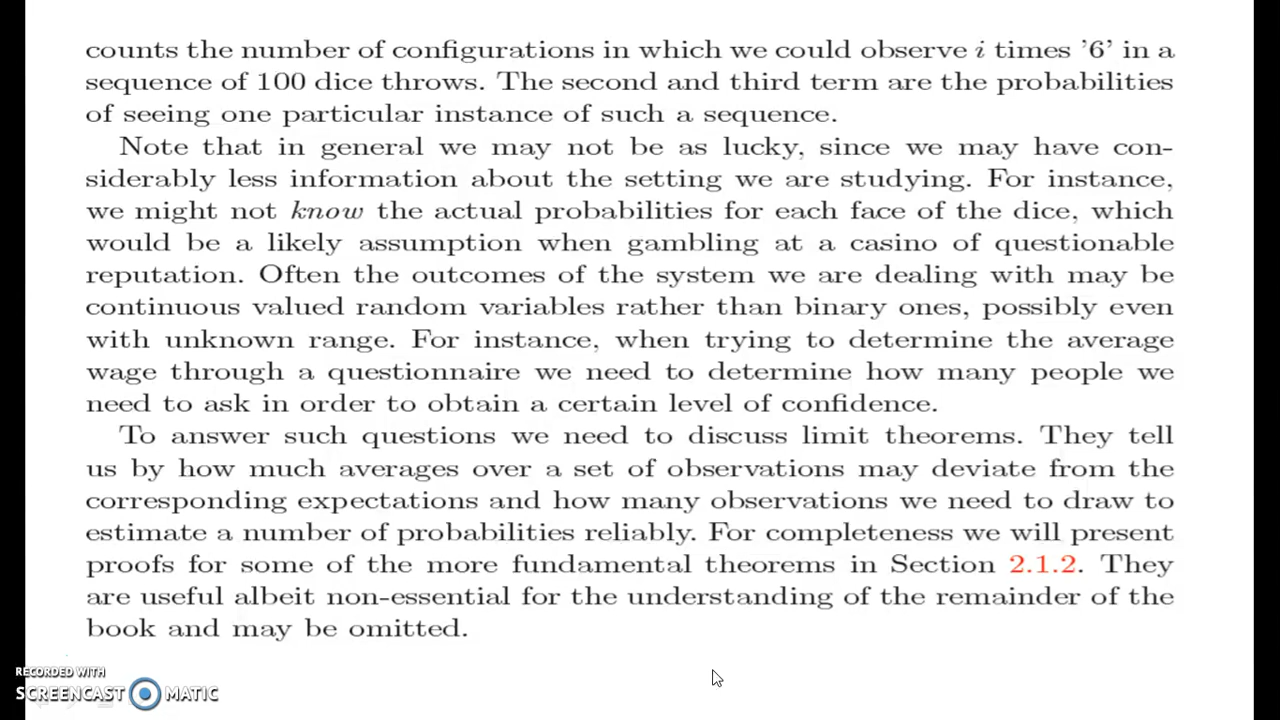 counts the number of configurations in which we could observe i times '6' in a
sequence of 100 dice throws. The second and third term are the probabilities
of seeing one particular instance of such a sequence.
Note that in general we may not be as lucky, since we may have con-
siderably less information about the setting we are studying. For instance,
we might not know the actual probabilities for each face of the dice, which
would be a likely assumption when gambling at a casino of questionable
reputation. Often the outcomes of the system we are dealing with may be
continuous valued random variables rather than binary ones, possibly even
with unknown range. For instance, when trying to determine the average
wage through a questionnaire we need to determine how many people we
need to ask in order to obtain a certain level of confidence.
To answer such questions we need to discuss limit theorems. They tell
us by how much averages over a set of observations may deviate from the
corresponding expectations and how many observations we need to draw to
estimate a number of probabilities reliably. For completeness we will present
proofs for some of the more fundamental theorems in Section 2.1.2. They
are useful albeit non-essential for the understanding of the remainder of the
book and may be omitted.
RECORDED WITH
SCREENCAST MATIC